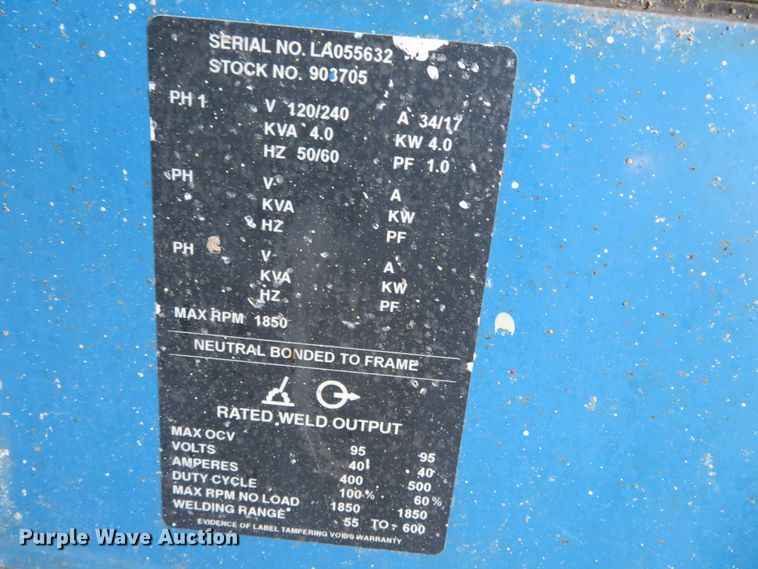 SERIAL NO. LA055632
STOCK NO. 903705
PH 1 V 120/240 A 34/17
KVA 4.0 KW 4.0
HZ 50/60 PF 1.0
PH V A
KVA KW
HZ PF
PH V A
KVA KW
HZ PF
MAX RPM 1850
NEUTRAL BONDED TO FRAME
RATED WELD OUTPUT
MAX OCV 95 95
VOLTS 40 40
AMPERES 400 500
DUTY CYCLE 100% 60%
MAX RPM NO LOAD 1850 1850
WELDING RANGE 55 TO - 600
EVIDENCE OF LABEL TAMPERING VOIDS WARRANTY
Purple Wave Auction